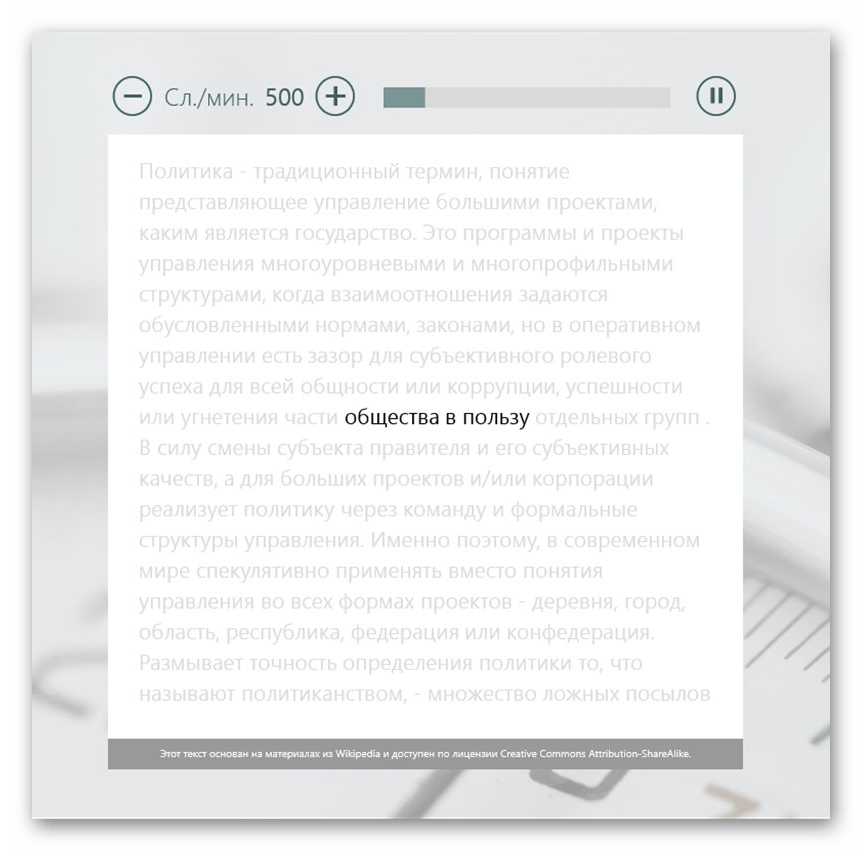 Сл./мин. 500
Политика - традиционный термин, понятие
представляющее управление большими проектами,
каким является государство. Это программы и проекты
управления многоуровневыми и многопрофильными
структурами, когда взаимоотношения задаются
обусловленными нормами, законами, но в оперативном
управлении есть зазор для субъективного ролевого
успеха для всей общности или коррупции, успешности
или угнетения части общества в пользу отдельных групп .
В силу смены субъекта правителя и его субъективных
качеств, а для больших проектов и/или корпорации
реализует политику через команду и формальные
структуры управления. Именно поэтому, в современном
мире спекулятивно применять вместо понятия
управления во всех формах проектов - деревня, город,
область, республика, федерация или конфедерация.
Размывает точность определения политики то, что
называют политиканством, - множество ложных посылов
Этот текст основан на материалах из Wikipedia и доступен по лицензии Creative Commons Attribution-ShareAlike.